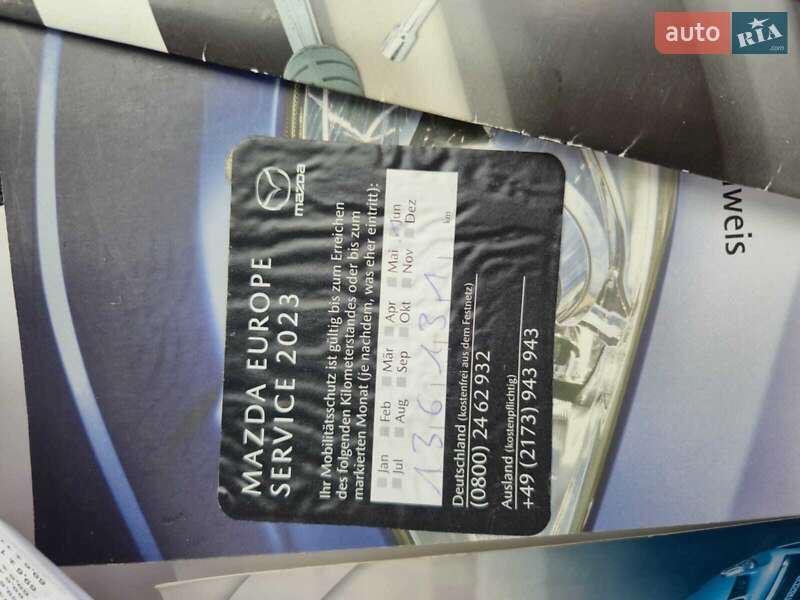 auto RIA
.com
weis
mazda
MAZDA EUROPE
SERVICE 2023
Ihr Mobilitätsschutz ist gültig bis zum Erreichen
des folgenden Kilometerstandes oder bis zum
markierten Monat (je nachdem, was eher eintritt):
Jan Feb Mär Apr Mai Jun
Jul Aug Sep Okt Nov Dez
km
Deutschland (kostenfrei aus dem Festnetz)
(0800) 24 62 932
Ausland (kostenpflichtig)
+49 (2173) 943 943